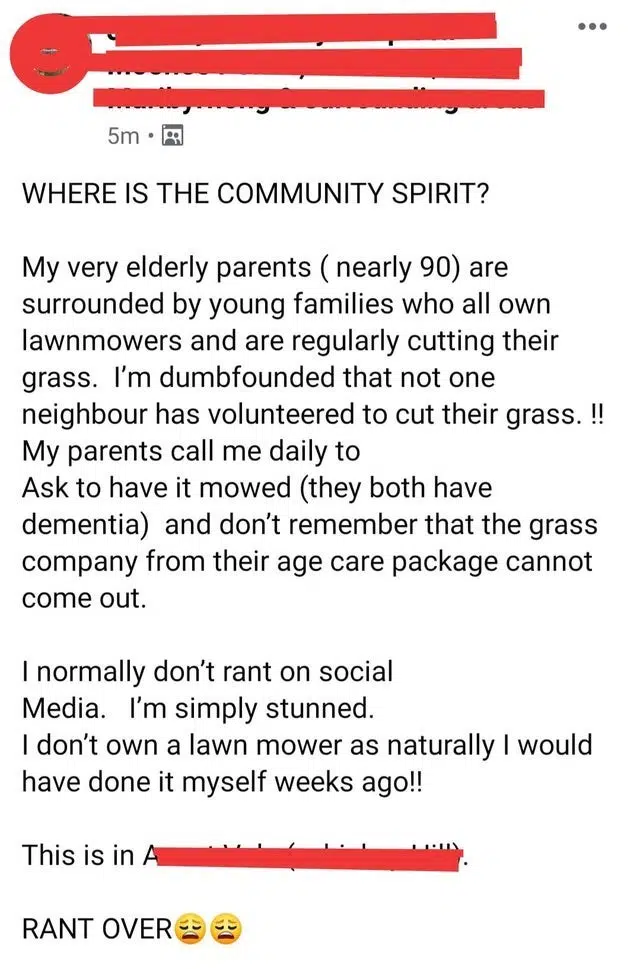 5m •
WHERE IS THE COMMUNITY SPIRIT?
My very elderly parents ( nearly 90) are
surrounded by young families who all own
lawnmowers and are regularly cutting their
grass.  I’m dumbfounded that not one
neighbour has volunteered to cut their grass. !!
My parents call me daily to
Ask to have it mowed (they both have
dementia)  and don’t remember that the grass
company from their age care package cannot
come out.
I normally don’t rant on social
Media.   I’m simply stunned.
I don’t own a lawn mower as naturally I would
have done it myself weeks ago!!
This is in
RANT OVER😩😩